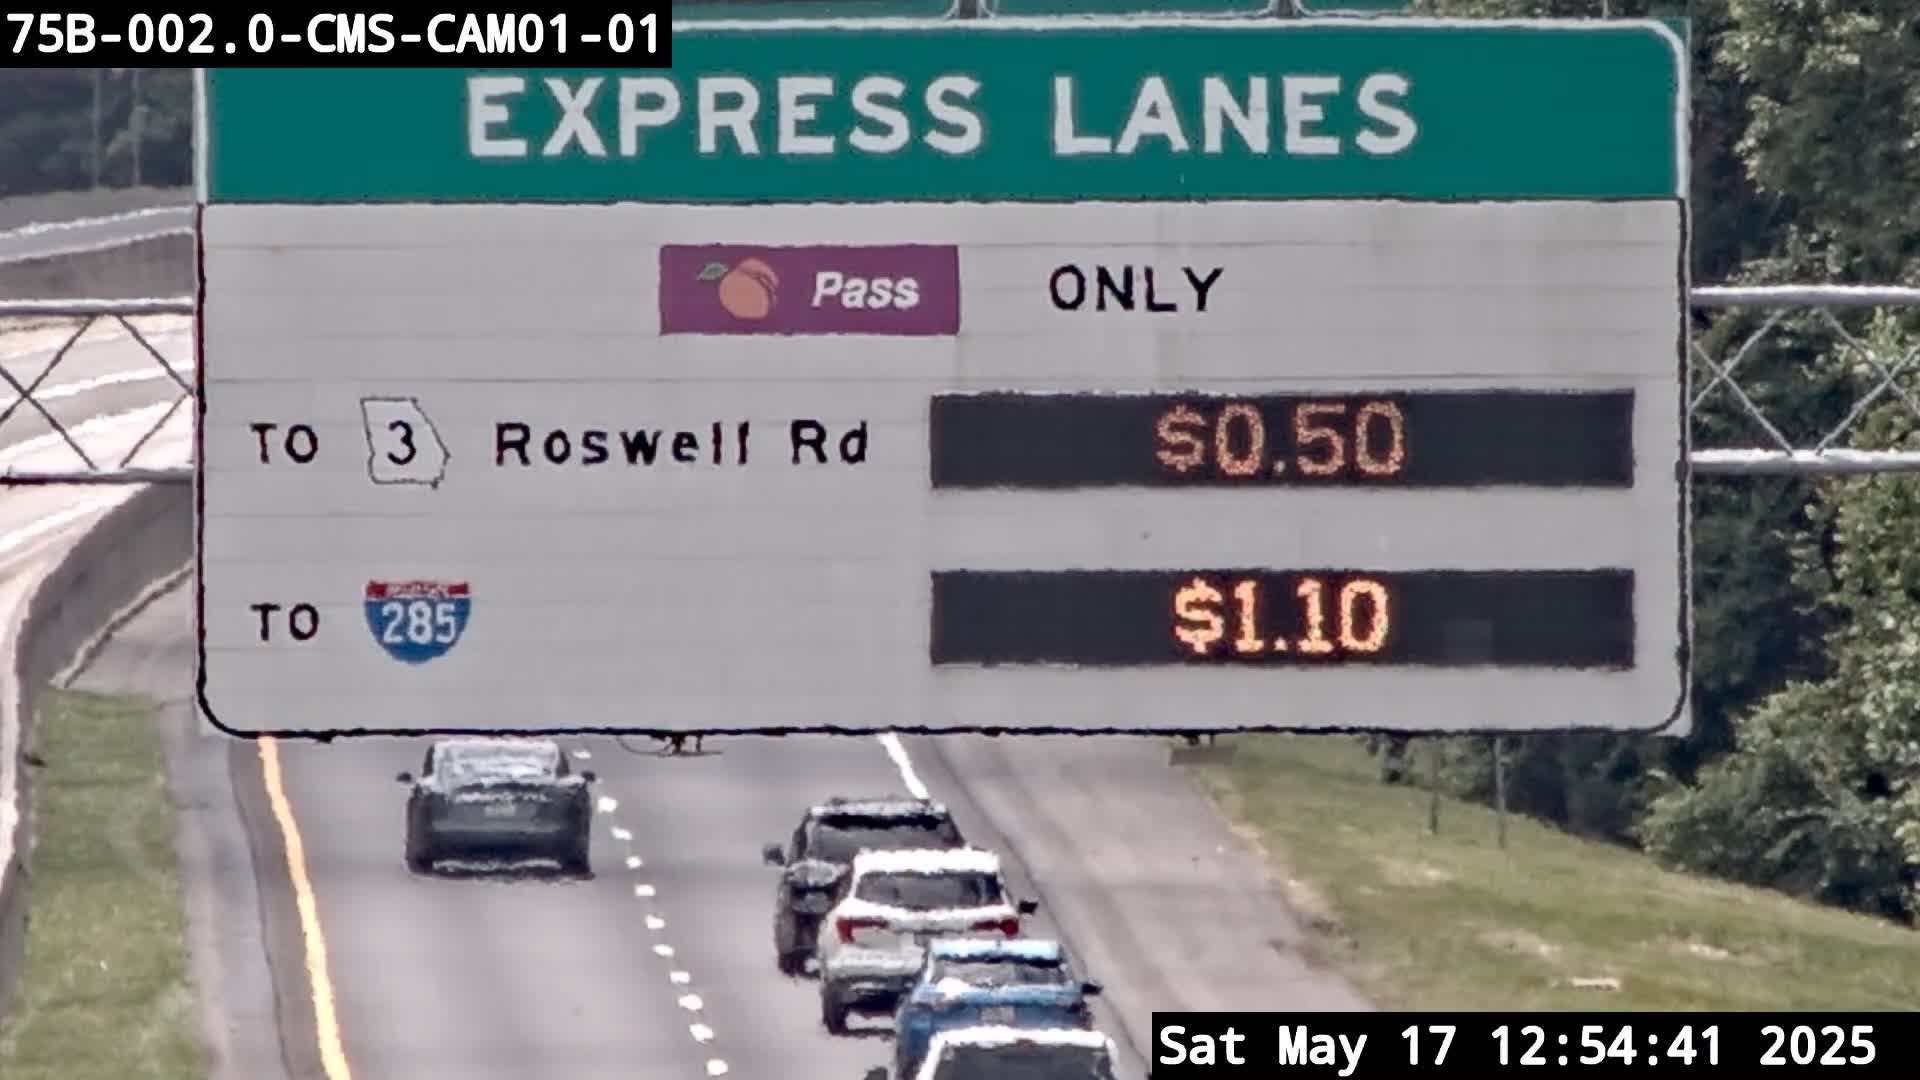 75B-002.0-CMS-CAM01-01
EXPRESS LANES
Pass ONLY
TO 3 Roswell Rd $0.50
TO 285 $1.10
Sat May 17 12:54:41 2025